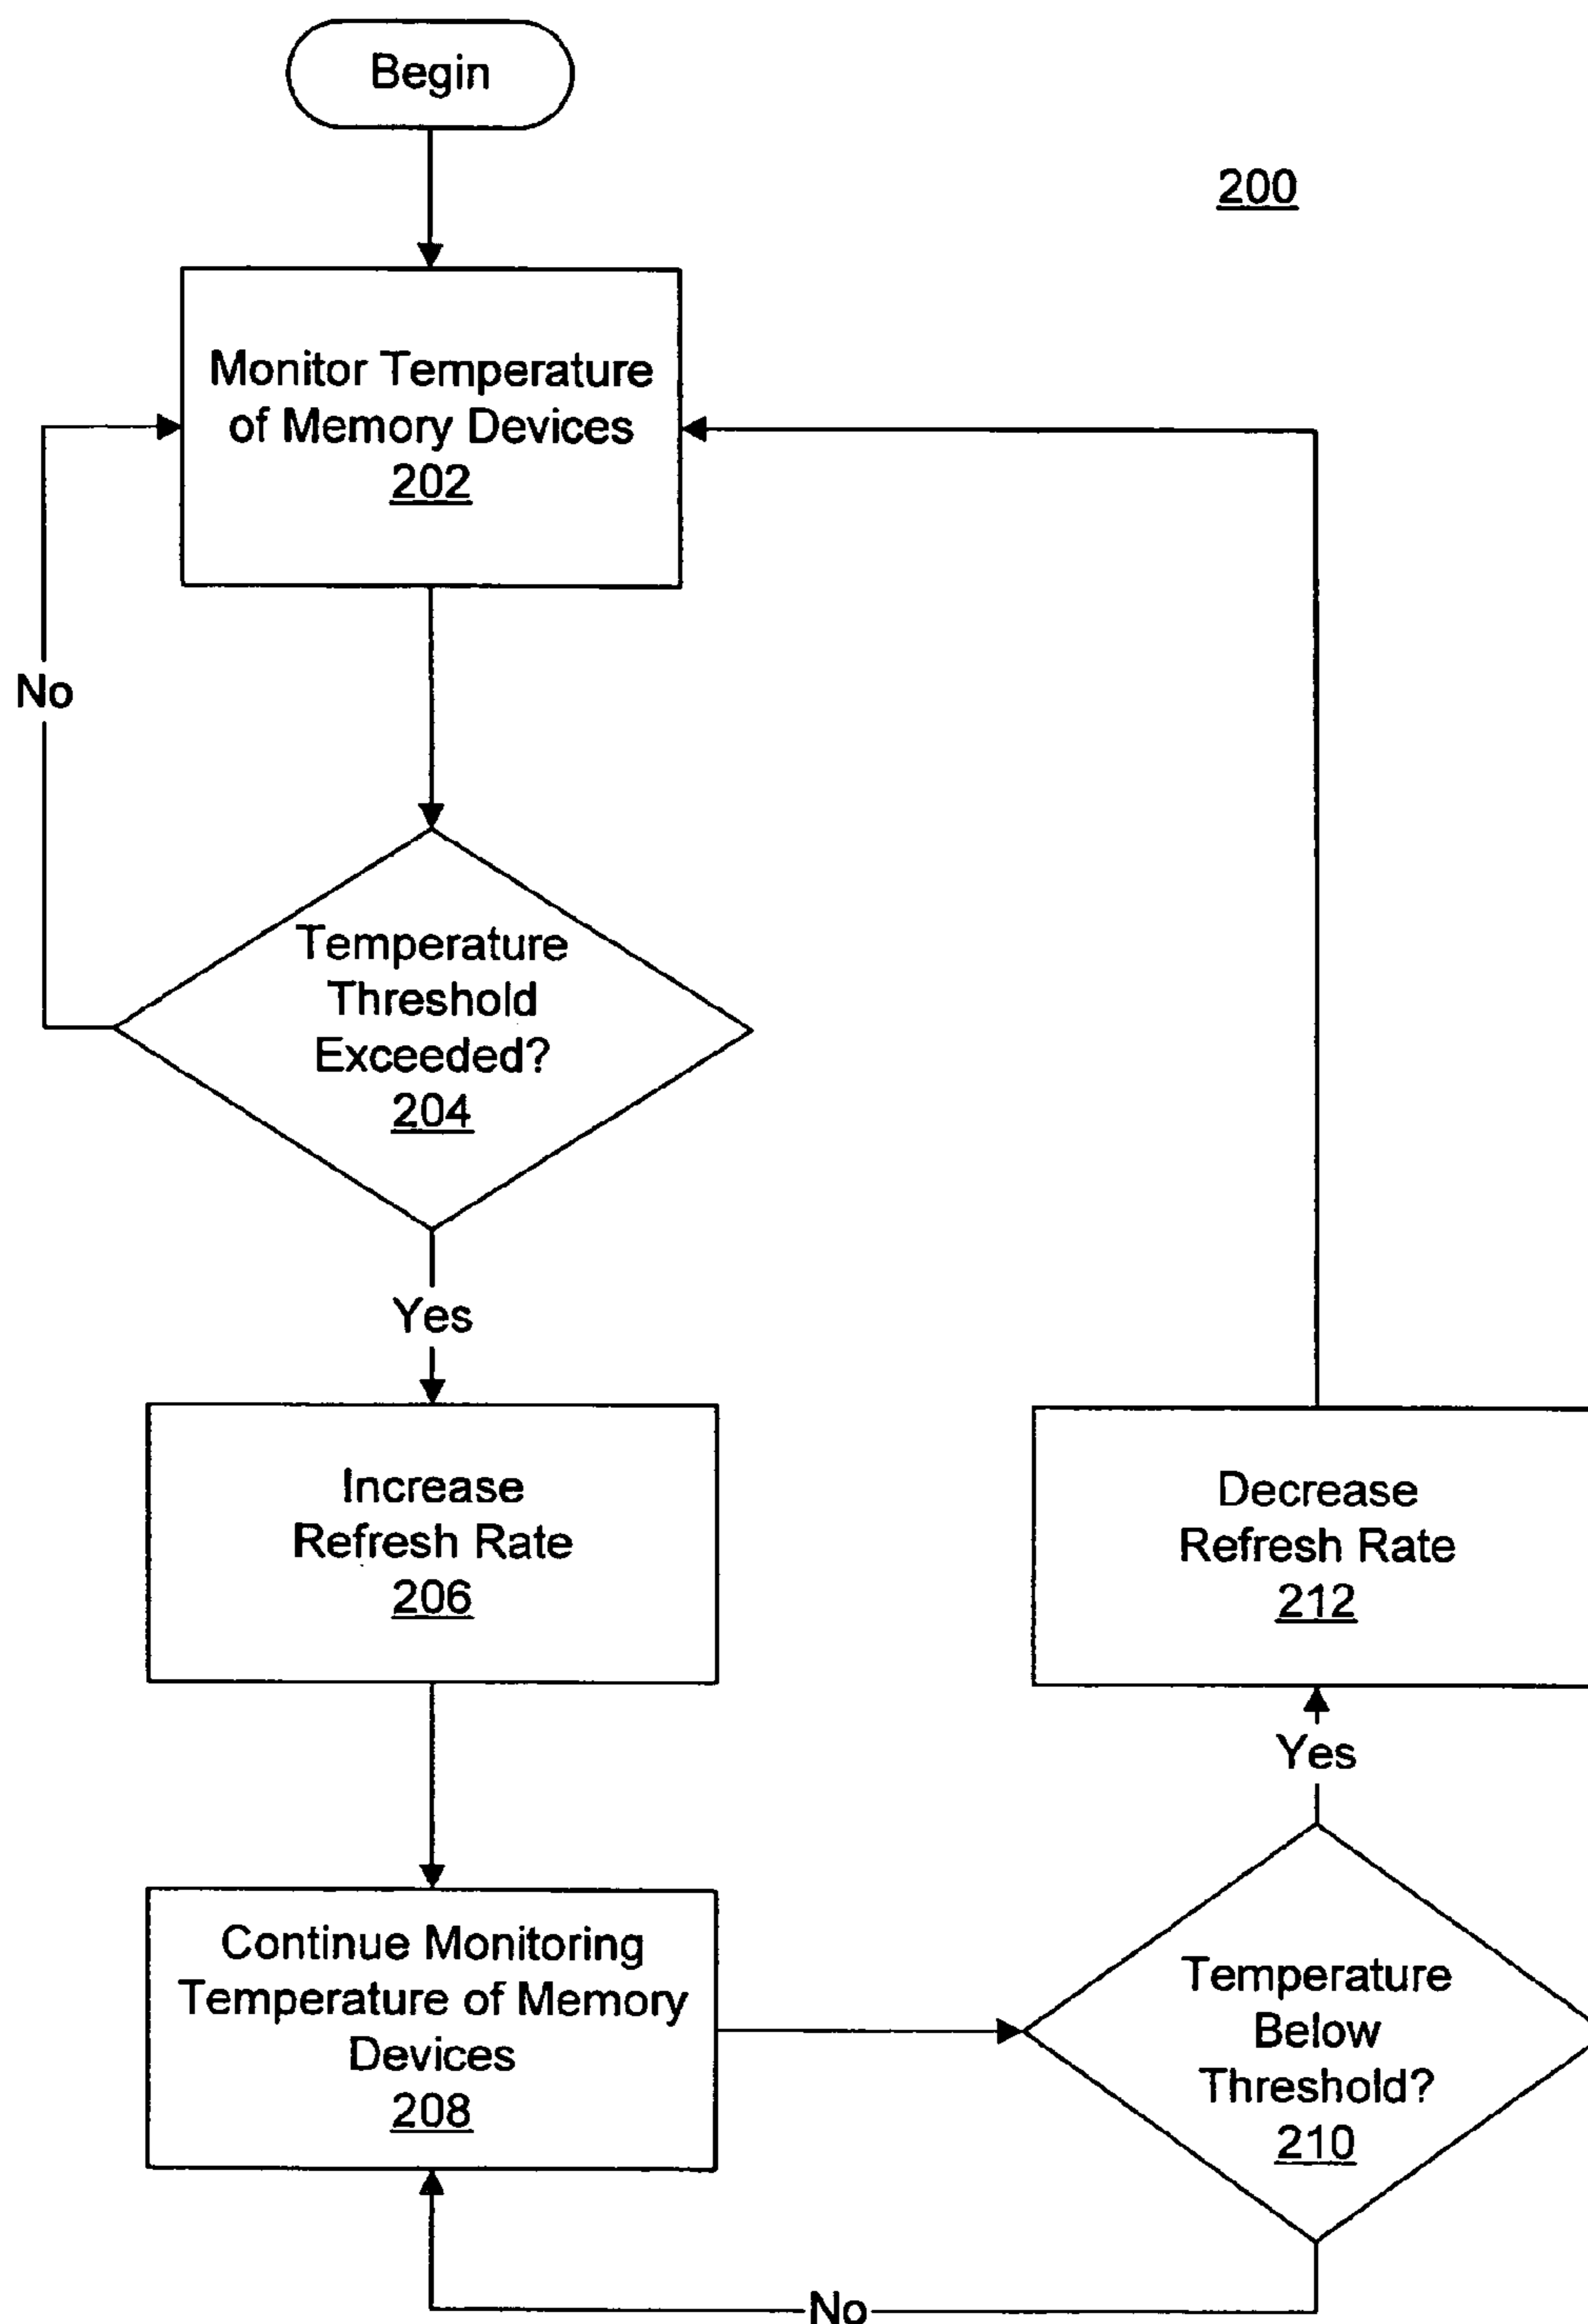 Begin
200
Monitor Temperature
of Memory Devices
202
No
Temperature
Threshold
Exceeded?
204
Yes
Increase
Refresh Rate
206
Decrease
Refresh Rate
212
Yes
Continue Monitoring
Temperature of Memory
Devices
208
Temperature
Below
Threshold?
210
No